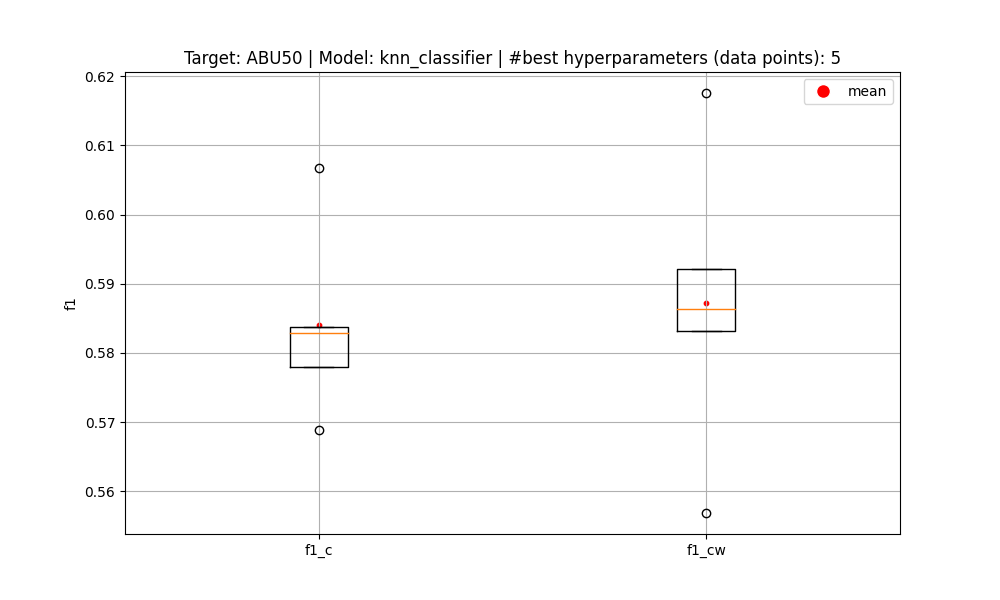 Target: ABU50 | Model: knn_classifier | #best hyperparameters (data points): 5
mean
0.62
0.61
0.60
0.59
0.58
0.57
0.56
f1
f1_c
f1_cw